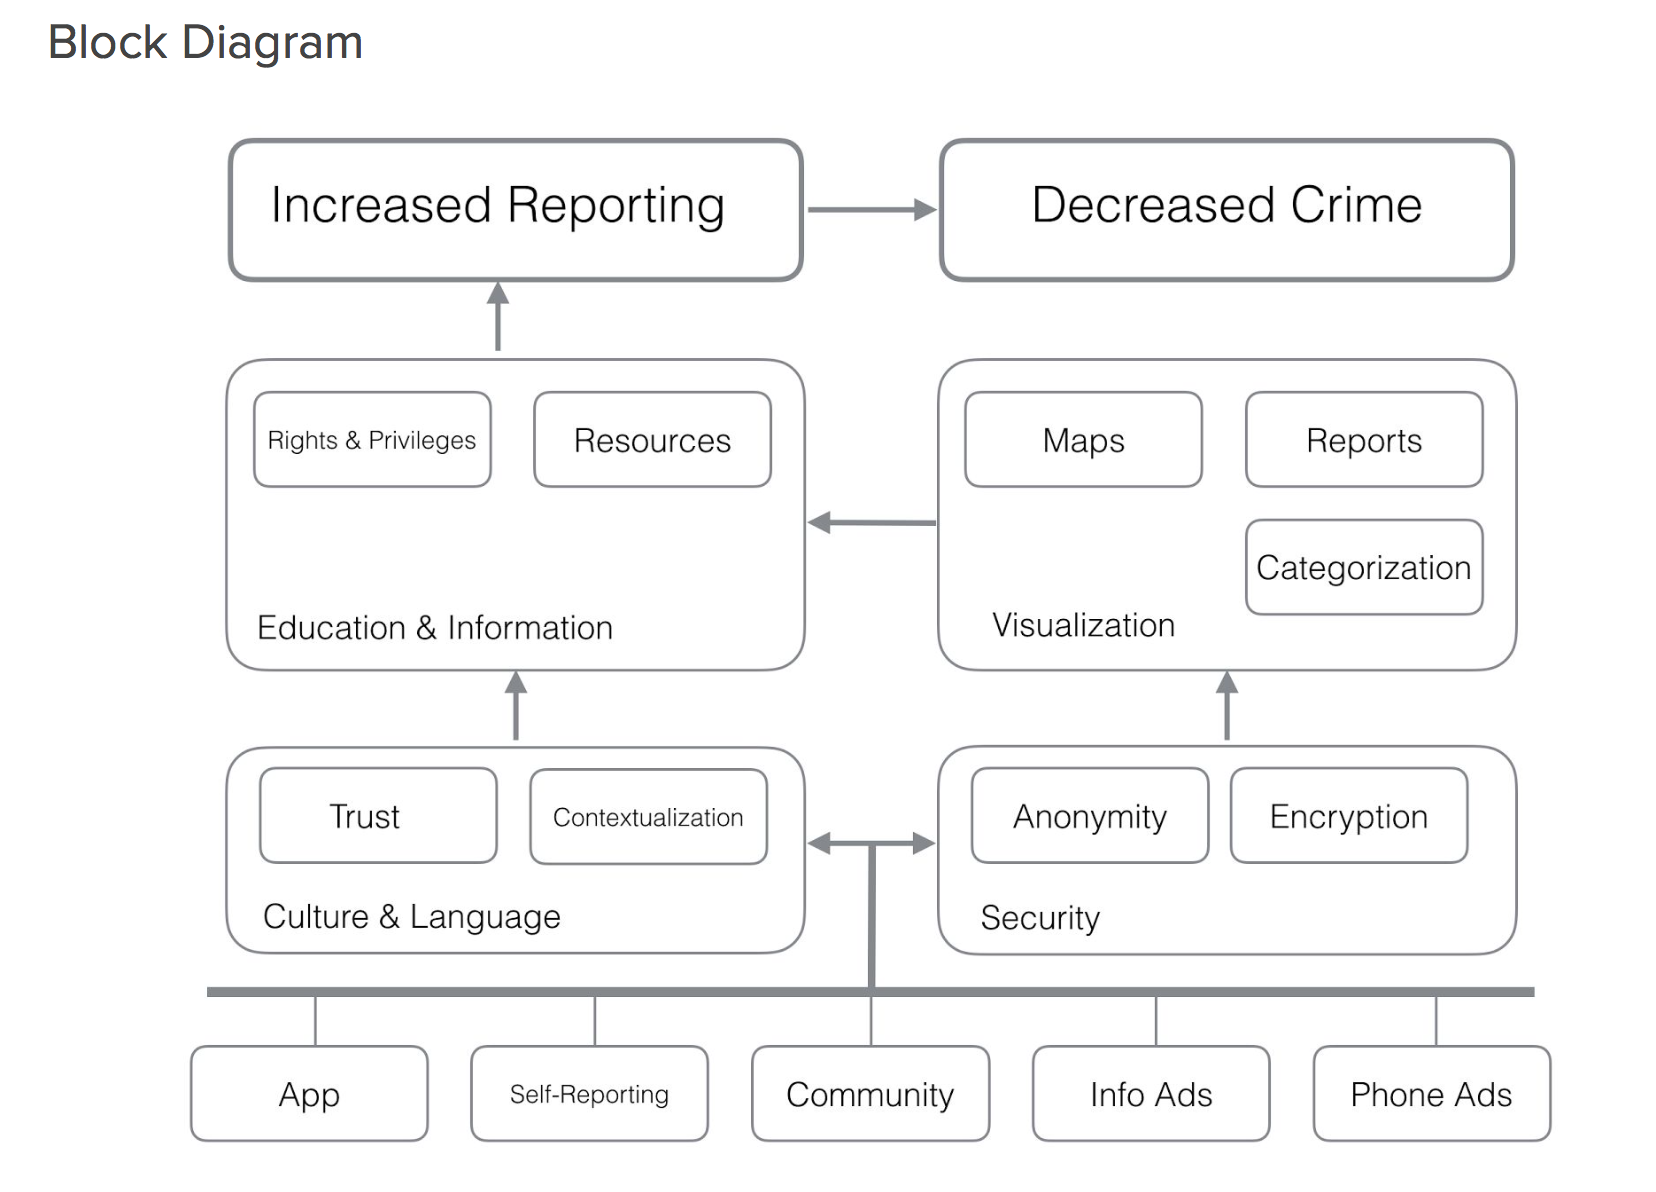 Block Diagram
Increased Reporting
Decreased Crime
Rights & Privileges
Resources
Education & Information
Maps
Reports
Categorization
Visualization
Trust
Contextualization
Culture & Language
Anonymity
Encryption
Security
App
Self-Reporting
Community
Info Ads
Phone Ads